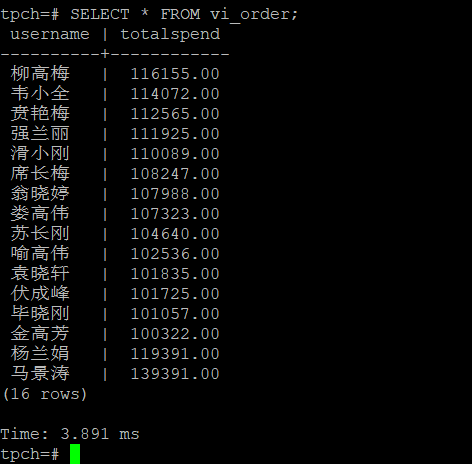 tpch=# SELECT * FROM vi_order;
 username | totalspend
----------+------------
 柳高梅   |  116155.00
 韦小全   |  114072.00
 贲艳梅   |  112565.00
 强兰丽   |  111925.00
 滑小刚   |  110089.00
 席长梅   |  108247.00
 翁晓婷   |  107988.00
 娄高伟   |  107323.00
 苏长刚   |  104640.00
 喻高伟   |  102536.00
 袁晓轩   |  101835.00
 伏成峰   |  101725.00
 毕晓刚   |  101057.00
 金高芳   |  100322.00
 杨兰娟   |  119391.00
 马景涛   |  139391.00
(16 rows)
Time: 3.891 ms
tpch=#